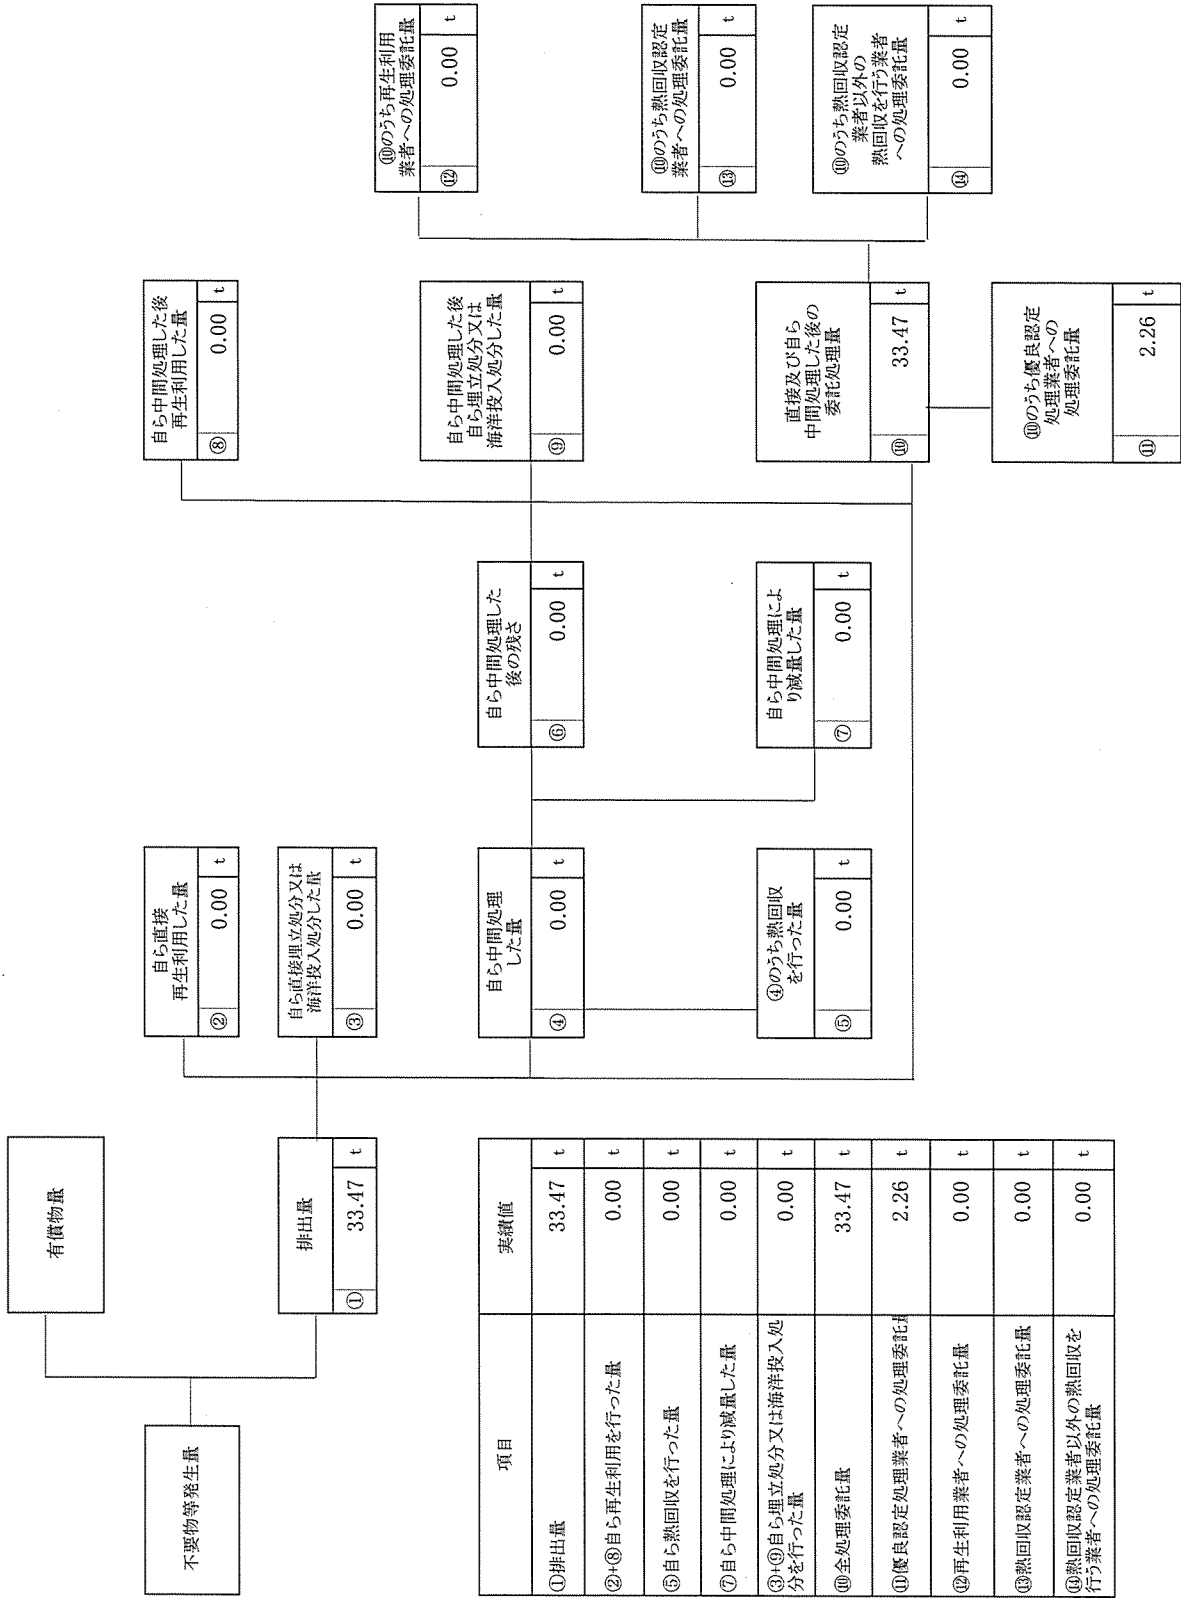 不要物等発生量
有償物量
排出量
① 33.47 t
自ら直接
再生利用した量
② 0.00 t
自ら直接埋立処分又は
海洋投入処分した量
③ 0.00 t
自ら中間処理
した量
④ 0.00 t
④のうち熱回収
を行った量
⑤ 0.00 t
自ら中間処理した
後の残さ
⑥ 0.00 t
自ら中間処理によ
り減量した量
⑦ 0.00 t
自ら中間処理した後
再生利用した量
⑧ 0.00 t
自ら中間処理した後
自ら埋立処分又は
海洋投入処分した量
⑨ 0.00 t
直接及び自ら
中間処理した後の
委託処理量
⑩ 33.47 t
⑩のうち優良認定
処理業者への
処理委託量
⑪ 2.26 t
⑩のうち再生利用
業者への処理委託量
⑫ 0.00 t
⑩のうち熱回収認定
業者への処理委託量
⑬ 0.00 t
⑩のうち熱回収認定
業者以外の
熱回収を行う業者
への処理委託量
⑭ 0.00 t
項目 実績値
①排出量 33.47 t
②+⑧自ら再生利用を行った量 0.00 t
⑤自ら熱回収を行った量 0.00 t
⑦自ら中間処理により減量した量 0.00 t
③+⑨自ら埋立処分又は海洋投入処
分を行った量 0.00 t
⑩全処理委託量 33.47 t
⑪優良認定処理業者への処理委託量 2.26 t
⑫再生利用業者への処理委託量 0.00 t
⑬熱回収認定業者への処理委託量 0.00 t
⑭熱回収認定業者以外の熱回収を
行う業者への処理委託量 0.00 t